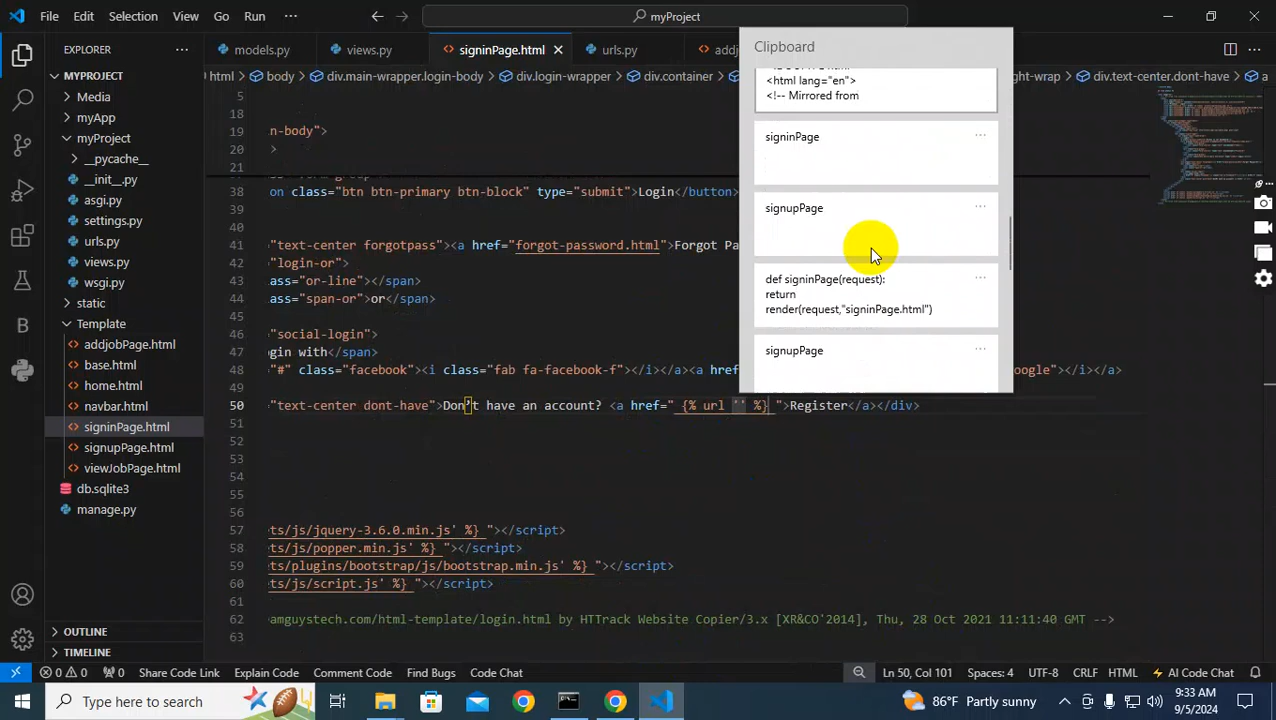 File Edit Selection View Go Run ··· myProject
EXPLORER ···
models.py views.py signinPage.html urls.py
html > body > div.main-wrapper.login-body > div.login-wrapper > div.container
div.text-center.dont-have > a
MYPROJECT
Media
myApp
myProject
__pycache__
__init__.py
asgi.py
settings.py
urls.py
views.py
static
Template
addjobPage.html
base.html
home.html
navbar.html
signinPage.html
signupPage.html
viewJobPage.html
db.sqlite3
manage.py
OUTLINE
TIMELINE
5
18
19 n-body">
20 >
21
38 on class="btn btn-primary btn-block" type="submit">Login</button>
39
40
41 "text-center forgotpass"><a href="forgot-password.html">Forgot Pa
42 "login-or">
43 ass="or-line"></span>
44 ass="span-or">or</span>
45
46 "social-login">
47 gin with</span>
48 "#" class="facebook"><i class="fab fa-facebook-f"></i></a><a hr oogle"></i></a>
49
50 "text-center dont-have">Don't have an account? <a href=" {% url '' %} ">Register</a></div>
51
52
53
54
55
56
57 ts/js/jquery-3.6.0.min.js' %} "></script>
58 ts/js/popper.min.js' %} "></script>
59 ts/plugins/bootstrap/js/bootstrap.min.js' %} "></script>
60 ts/js/script.js' %} "></script>
61
62 amguystech.com/html-template/login.html by HTTrack Website Copier/3.x [XR&CO'2014], Thu, 28 Oct 2021 11:11:40 GMT -->
63
Clipboard
<html lang="en">
<!-- Mirrored from
signinPage ···
signupPage ···
def signinPage(request): ···
return
render(request,"signinPage.html")
signupPage ···
0 0 0 Share Code Link Explain Code Comment Code Find Bugs Code Chat Ln 50, Col 101 Spaces: 4 UTF-8 CRLF HTML AI Code Chat
Type here to search 86°F Partly sunny 9:33 AM
9/5/2024